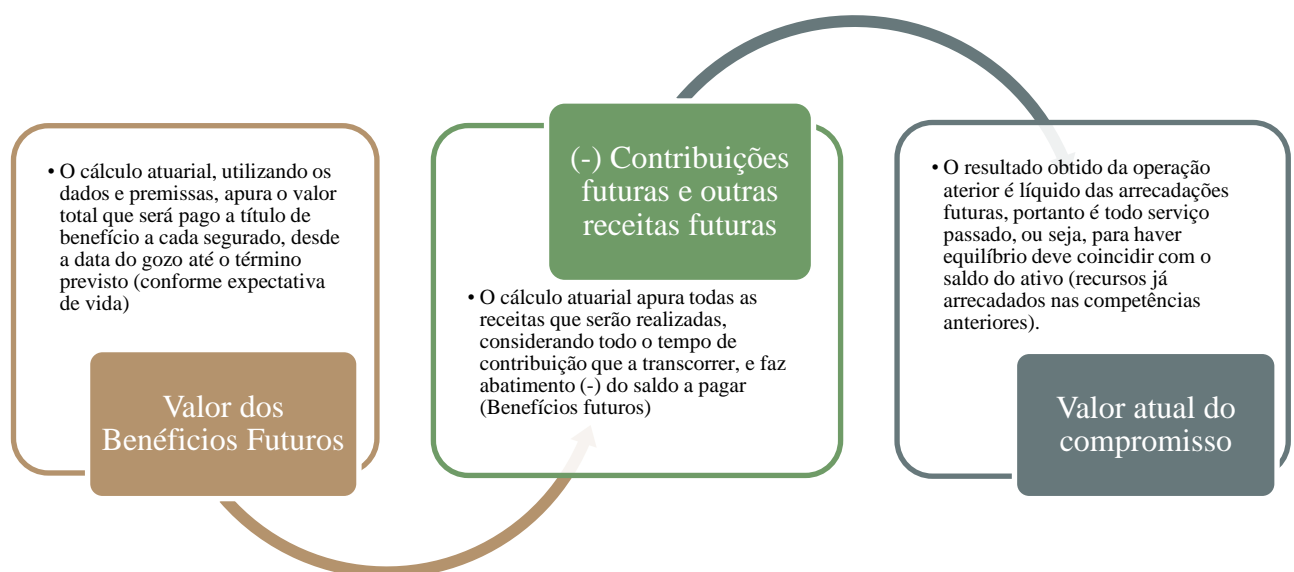 • O cálculo atuarial, utilizando os
dados e premissas, apura o valor
total que será pago a título de
benefício a cada segurado, desde
a data do gozo até o término
previsto (conforme expectativa
de vida)
Valor dos
Benéficios Futuros
(-) Contribuições
futuras e outras
receitas futuras
• O cálculo atuarial apura todas as
receitas que serão realizadas,
considerando todo o tempo de
contribuição que a transcorrer, e faz
abatimento (-) do saldo a pagar
(Benefícios futuros)
• O resultado obtido da operação
aterior é líquido das arrecadações
futuras, portanto é todo serviço
passado, ou seja, para haver
equilíbrio deve coincidir com o
saldo do ativo (recursos já
arrecadados nas competências
anteriores).
Valor atual do
compromisso